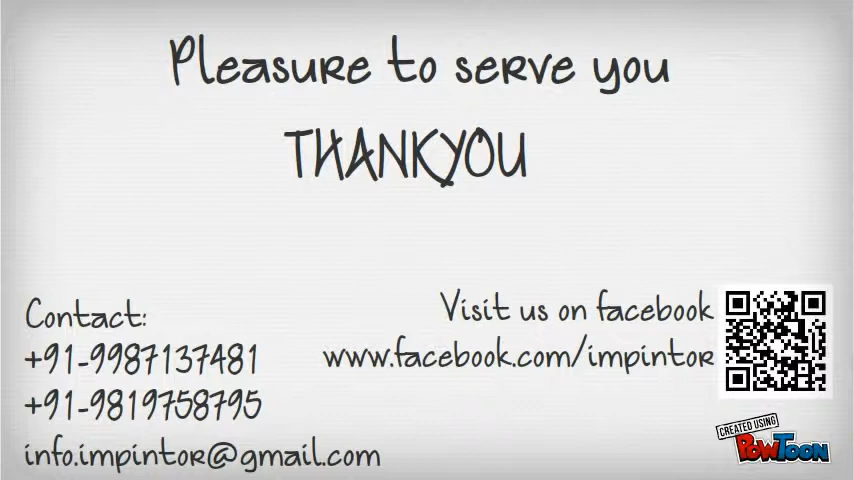 Pleasure to serve you
THANKYOU
Contact:
+91-9987137481
+91-9819758795
info.impintor@gmail.com
Visit us on facebook
www.facebook.com/impintor
CREATED USING
POWTOON